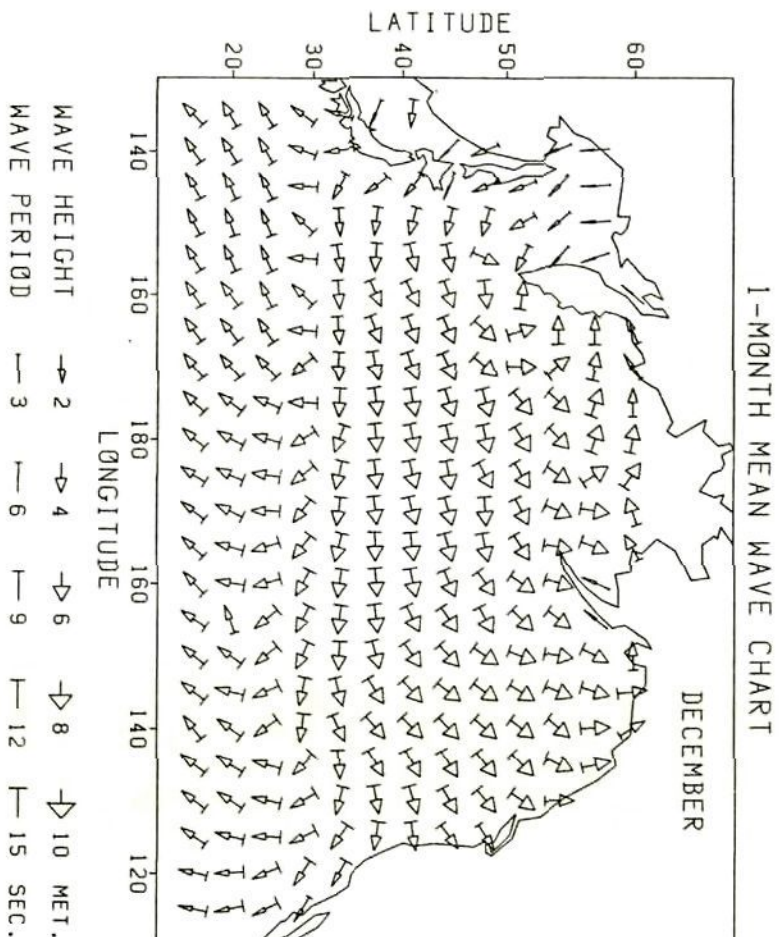 1-MONTH MEAN WAVE CHART
DECEMBER
LATITUDE
60
50
40
30
20
140 160 180 160 140 120
LONGITUDE
WAVE HEIGHT 2 4 6 8 10 MET.
WAVE PERIOD 3 6 9 12 15 SEC.